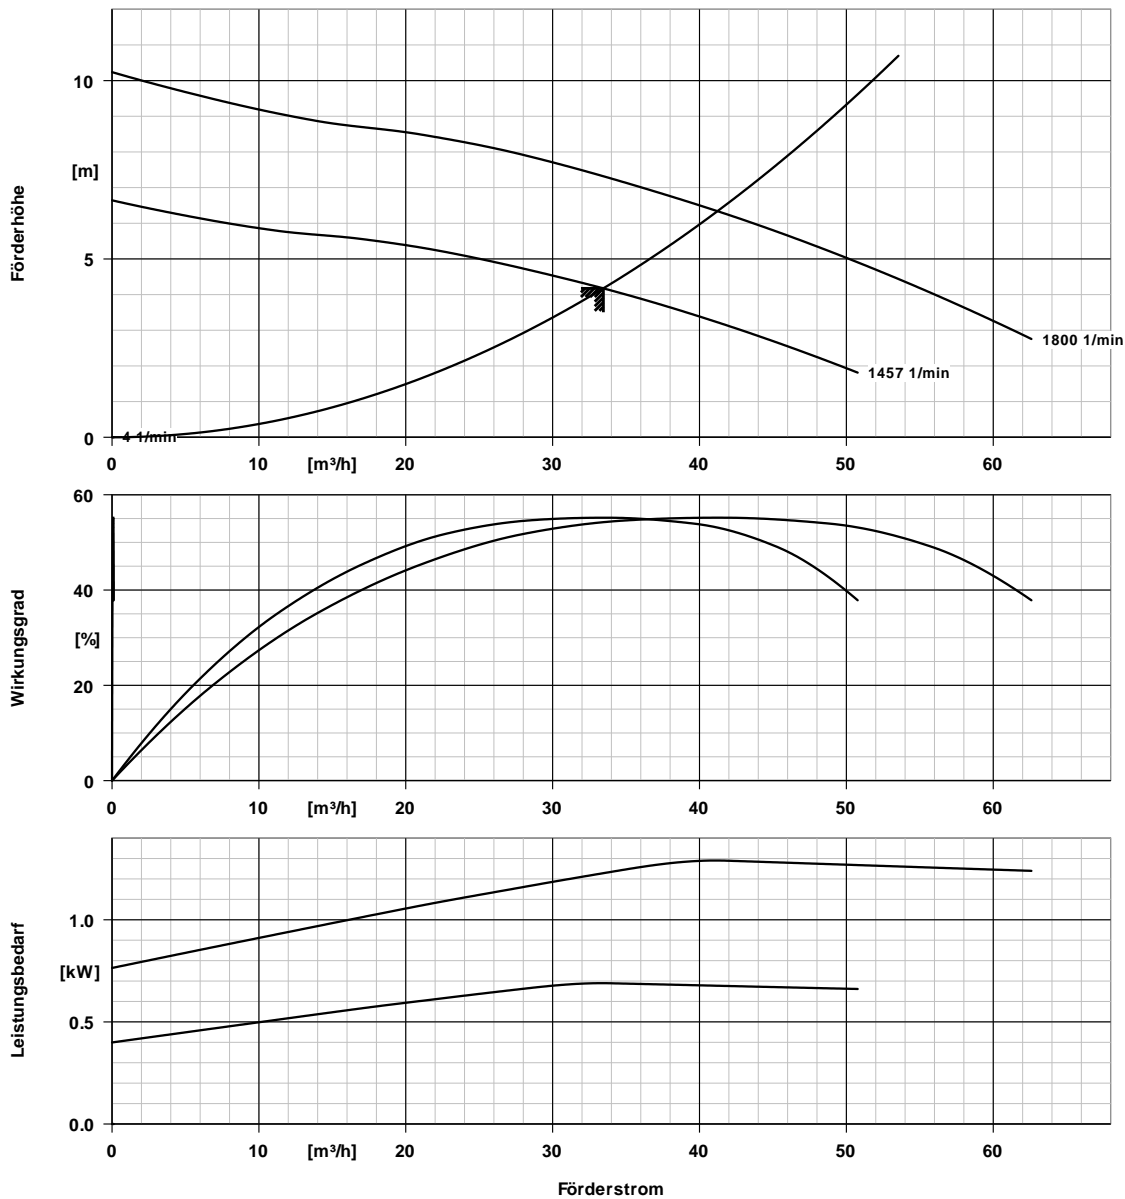 10
[m]
Förderhöhe
5
1800 1/min
1457 1/min
4 1/min
0
0 10 [m³/h] 20 30 40 50 60
60
40
Wirkungsgrad
[%]
20
0
0 10 [m³/h] 20 30 40 50 60
1.0
[kW]
Leistungsbedarf
0.5
0.0
0 10 [m³/h] 20 30 40 50 60
Förderstrom